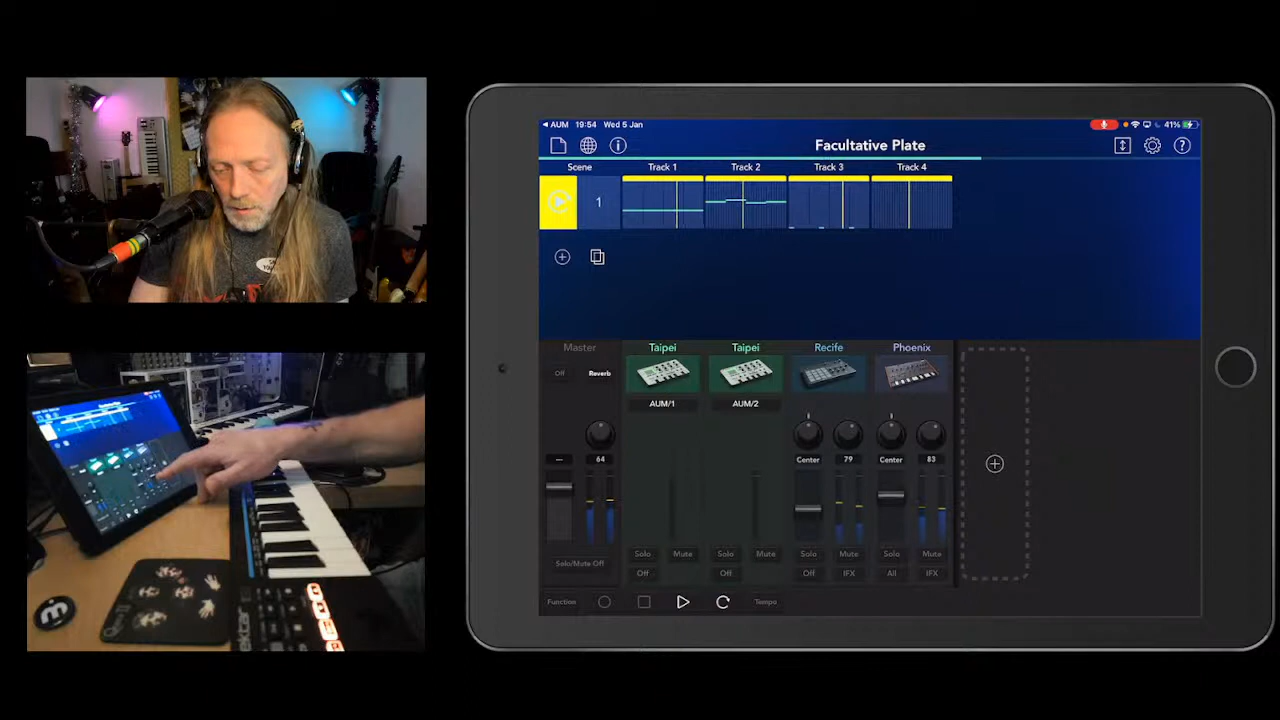 AUM 19:54 Wed 5 Jan
41%
Facultative Plate
Scene Track 1 Track 2 Track 3 Track 4
1
Master Taipei Taipei Recife Phoenix
Off Reverb
AUM/1 AUM/2
--- 64 Center 79 Center 83
Solo Mute Solo Mute Solo Mute Solo Mute
Solo/Mute Off
Off Off Off IFX All IFX
Function Tempo
ektar